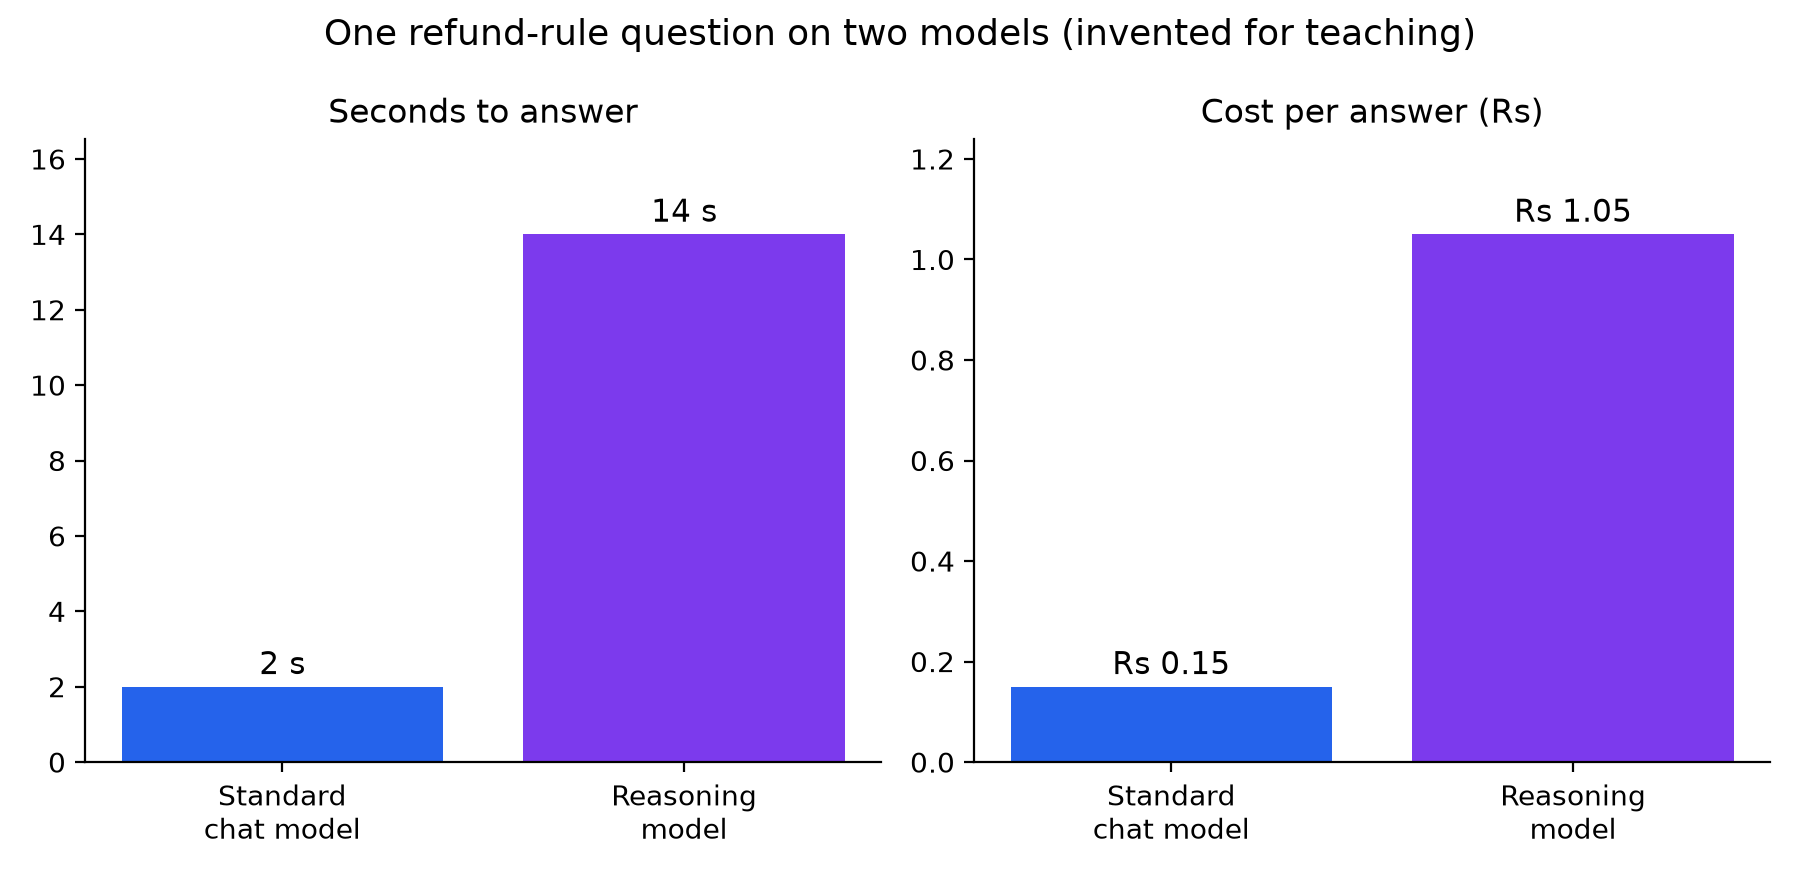 One refund-rule question on two models (invented for teaching)
Seconds to answer
16
14
12
10
8
6
4
2
0
14 s
2 s
Standard
chat model
Reasoning
model
Cost per answer (Rs)
1.2
1.0
0.8
0.6
0.4
0.2
0.0
Rs 1.05
Rs 0.15
Standard
chat model
Reasoning
model